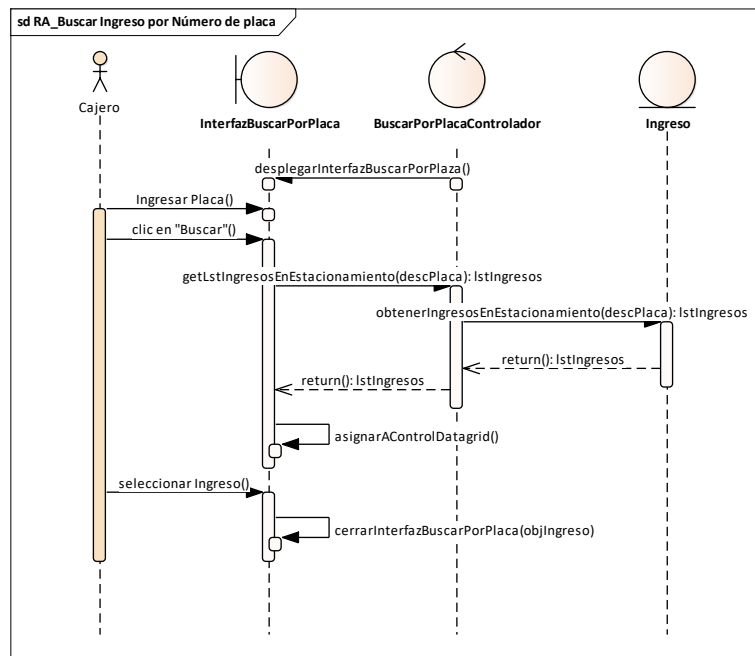 sd RA_Buscar Ingreso por Número de placa
Cajero
InterfazBuscarPorPlaca
BuscarPorPlacaControlador
Ingreso
desplegarInterfazBuscarPorPlaza()
Ingresar Placa()
clic en "Buscar"()
getLstIngresosEnEstacionamiento(descPlaca): lstIngresos
obtenerIngresosEnEstacionamiento(descPlaca): lstIngresos
return(): lstIngresos
return(): lstIngresos
asignarAControlDatagrid()
seleccionar Ingreso()
cerrarInterfazBuscarPorPlaca(objIngreso)